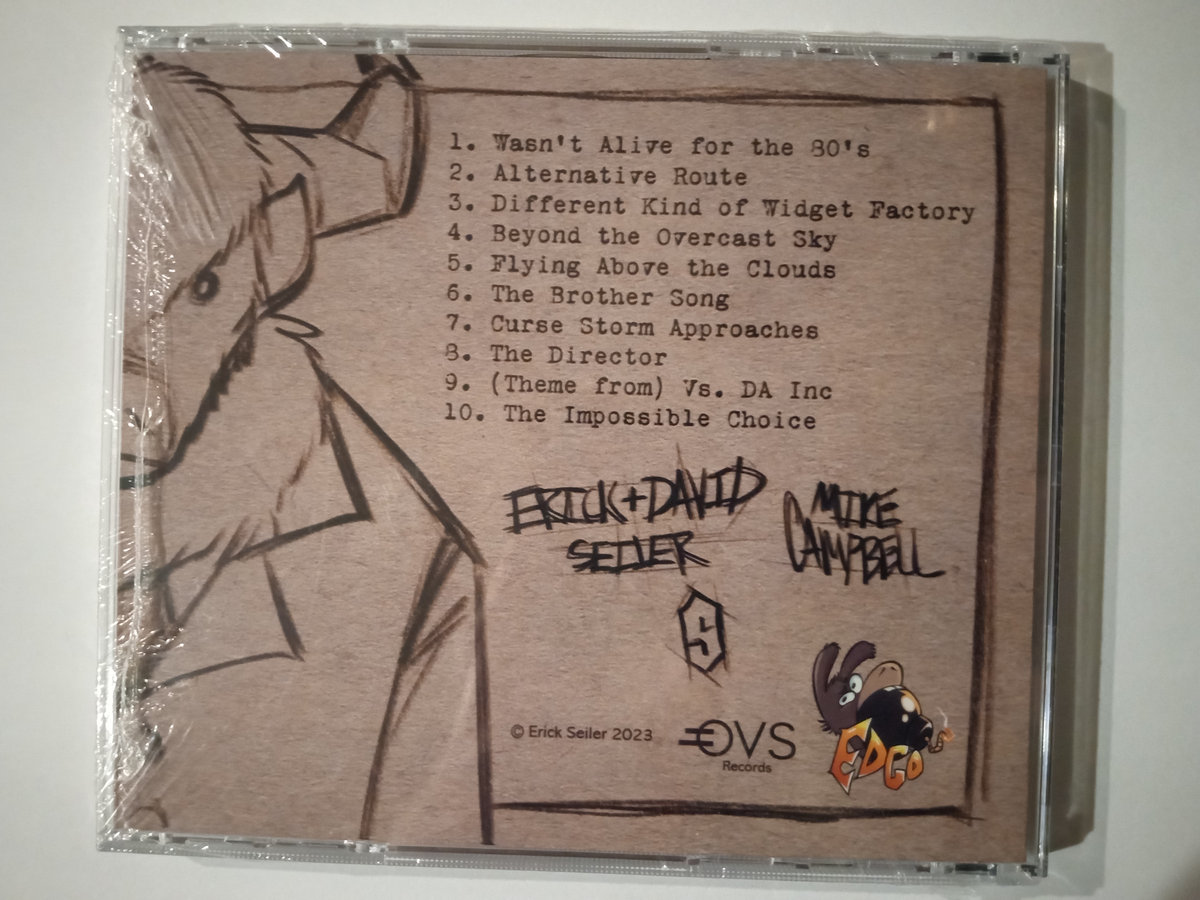 1. Wasn't Alive for the 80's
2. Alternative Route
3. Different Kind of Widget Factory
4. Beyond the Overcast Sky
5. Flying Above the Clouds
6. The Brother Song
7. Curse Storm Approaches
8. The Director
9. (Theme from) Vs. DA Inc
10. The Impossible Choice
ERICK+DAVID
SEILER
MIKE
CAMPBELL
S
© Erick Seiler 2023
OVS
Records
EDGO